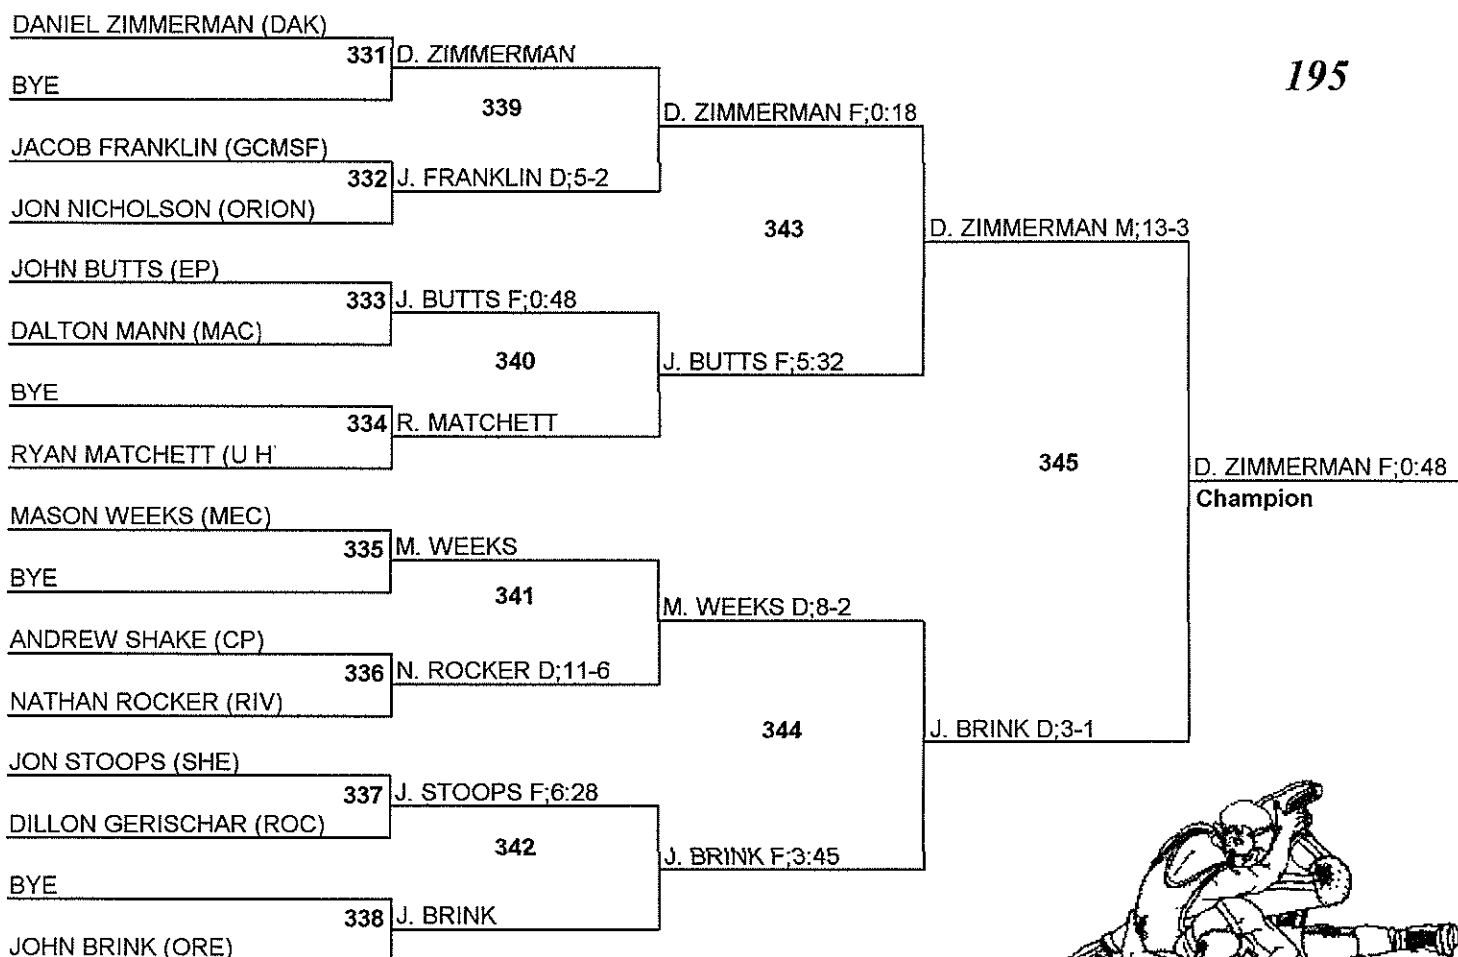 DANIEL ZIMMERMAN (DAK)
331 D. ZIMMERMAN
BYE
195
339
D. ZIMMERMAN F;0:18
JACOB FRANKLIN (GCMSF)
332 J. FRANKLIN D;5-2
JON NICHOLSON (ORION)
343
D. ZIMMERMAN M;13-3
JOHN BUTTS (EP)
333 J. BUTTS F;0:48
DALTON MANN (MAC)
340
J. BUTTS F;5:32
BYE
334 R. MATCHETT
RYAN MATCHETT (U H
345
D. ZIMMERMAN F;0:48
Champion
MASON WEEKS (MEC)
335 M. WEEKS
BYE
341
M. WEEKS D;8-2
ANDREW SHAKE (CP)
336 N. ROCKER D;11-6
NATHAN ROCKER (RIV)
344
J. BRINK D;3-1
JON STOOPS (SHE)
337 J. STOOPS F;6:28
DILLON GERISCHAR (ROC)
342
J. BRINK F;3:45
BYE
338 J. BRINK
JOHN BRINK (ORE)